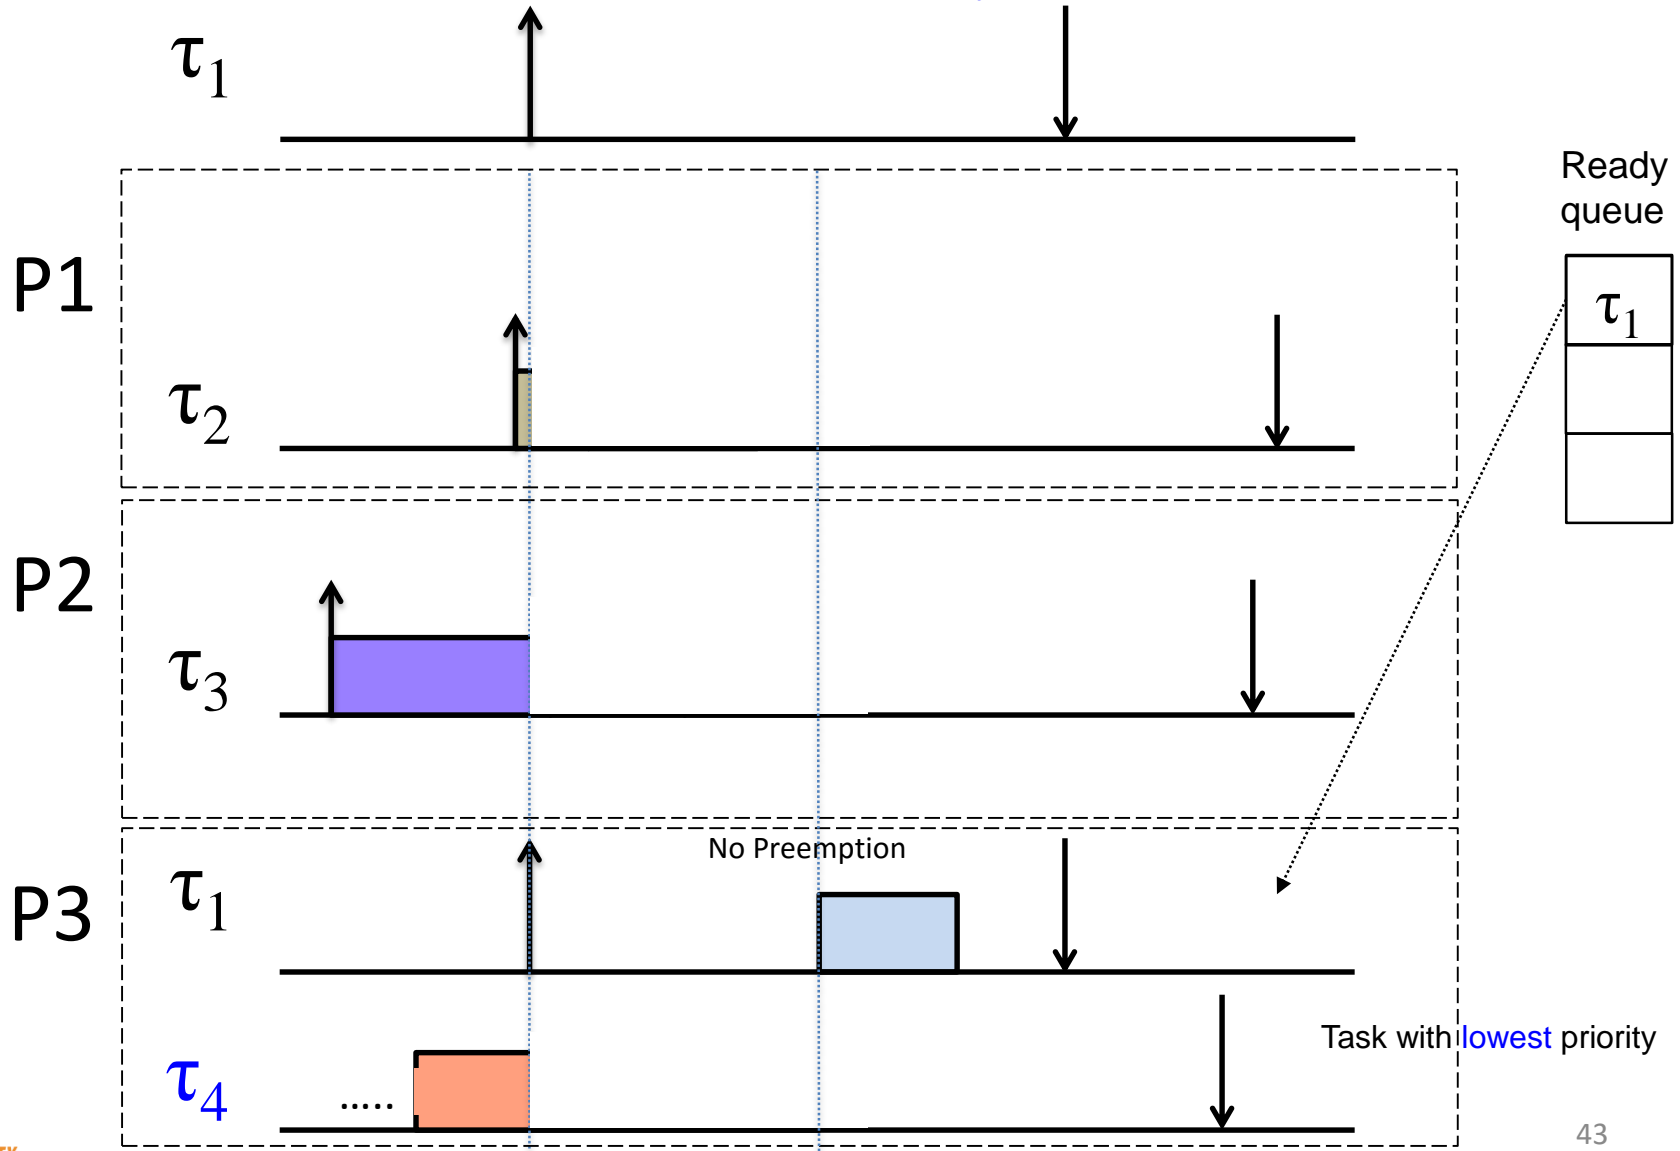 τ1
Ready
queue
P1
τ1
τ2
P2
τ3
No Preemption
P3
τ1
Task with lowest priority
τ4
.....
43